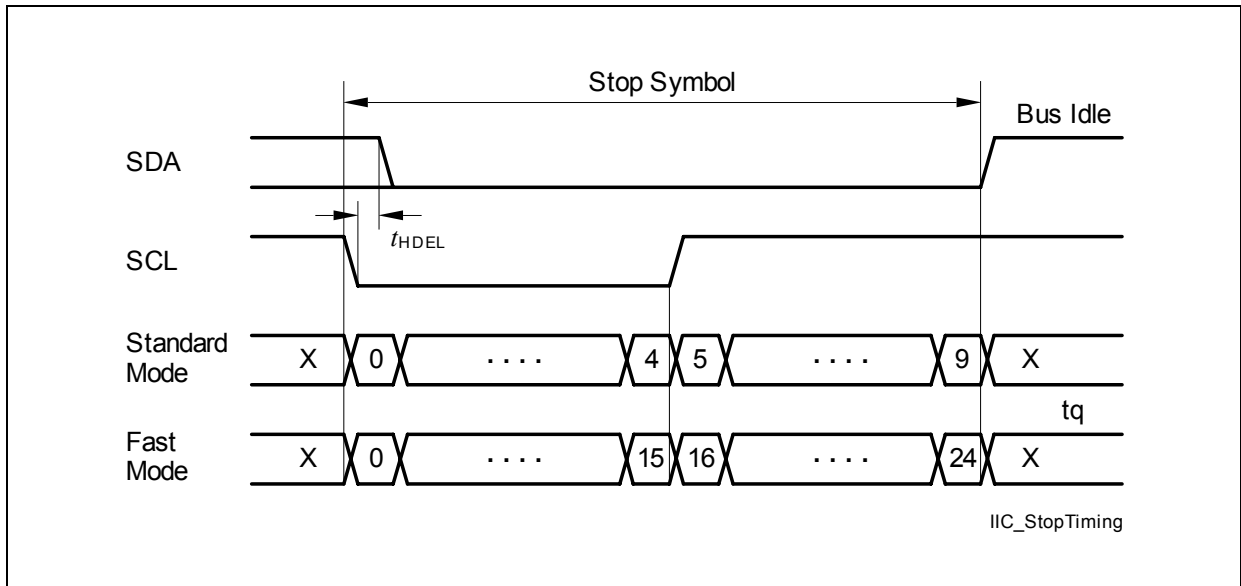 Stop Symbol
Bus Idle
SDA
tHDEL
SCL
Standard
Mode
X 0 . . . . 4 5 . . . . 9 X
tq
Fast
Mode
X 0 . . . . 15 16 . . . . 24 X
IIC_StopTiming